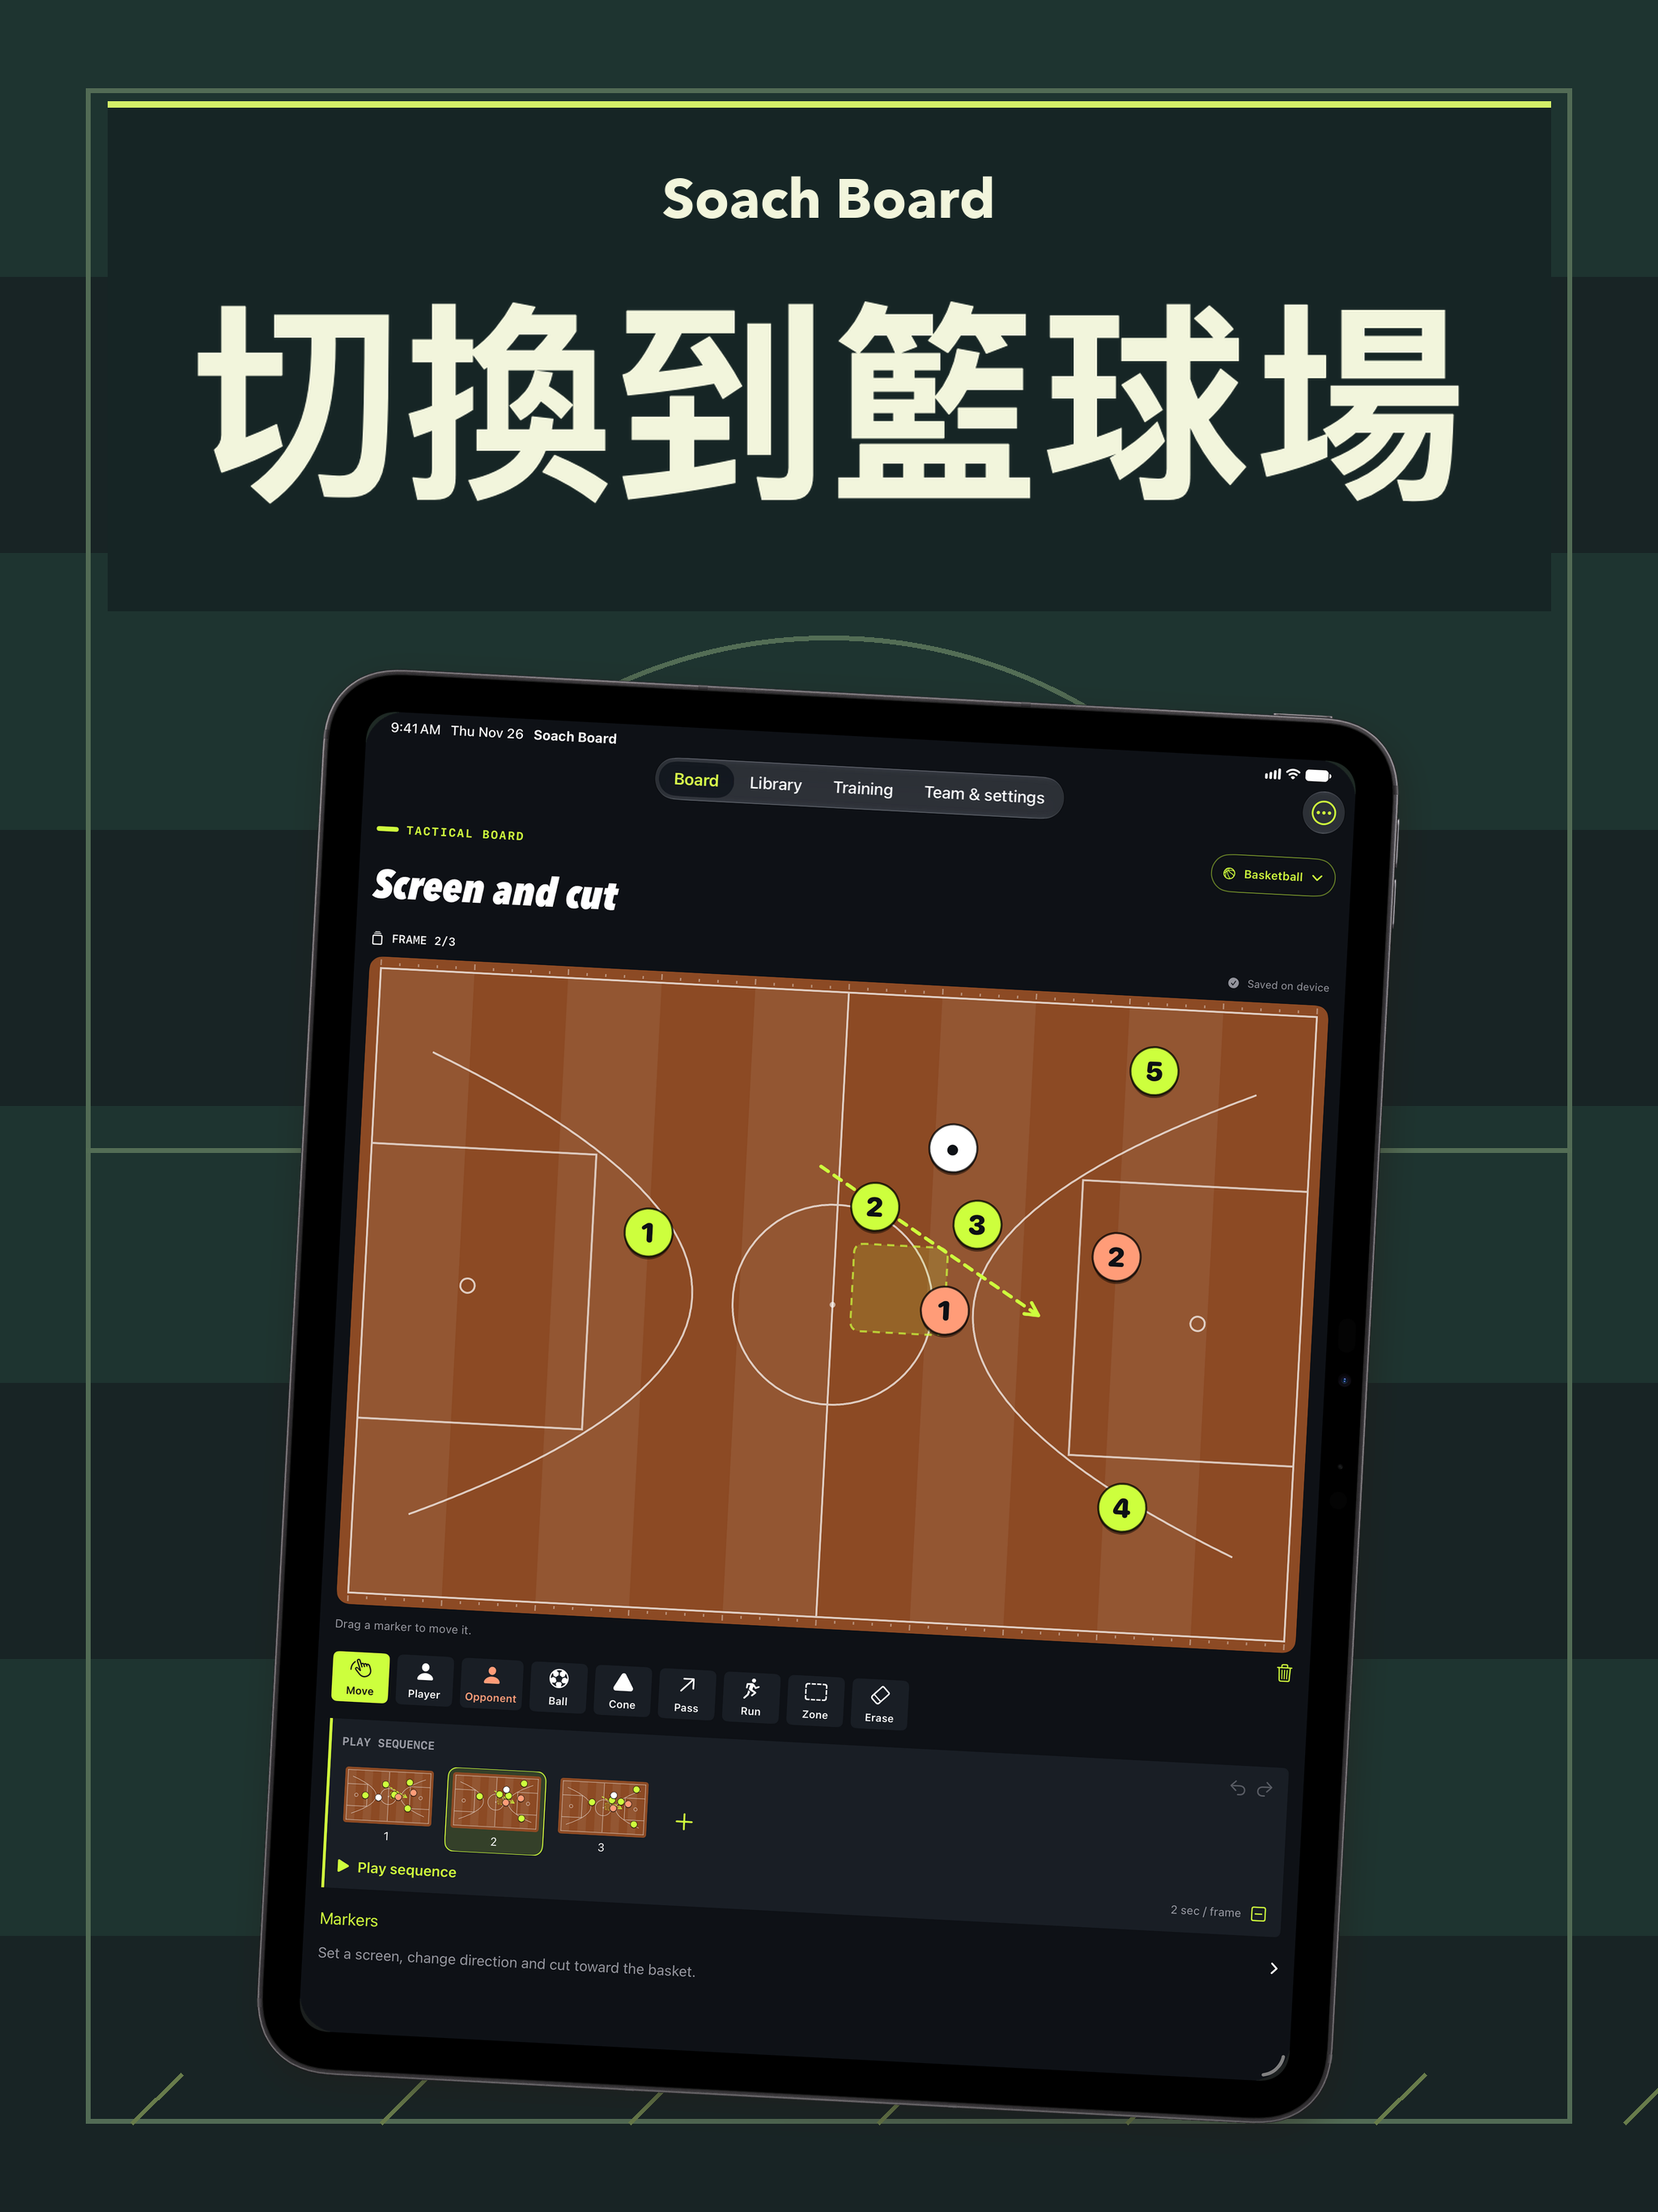 Soach Board
切換到籃球場
9:41 AM Thu Nov 26 Soach Board
Board Library Training Team & settings
TACTICAL BOARD
Basketball
Screen and cut
FRAME 2/3
Saved on device
5
2
3
1
2
1
4
Drag a marker to move it.
Move Player Opponent Ball Cone Pass Run Zone Erase
PLAY SEQUENCE
1 2 3
Play sequence
2 sec / frame
Markers
Set a screen, change direction and cut toward the basket.